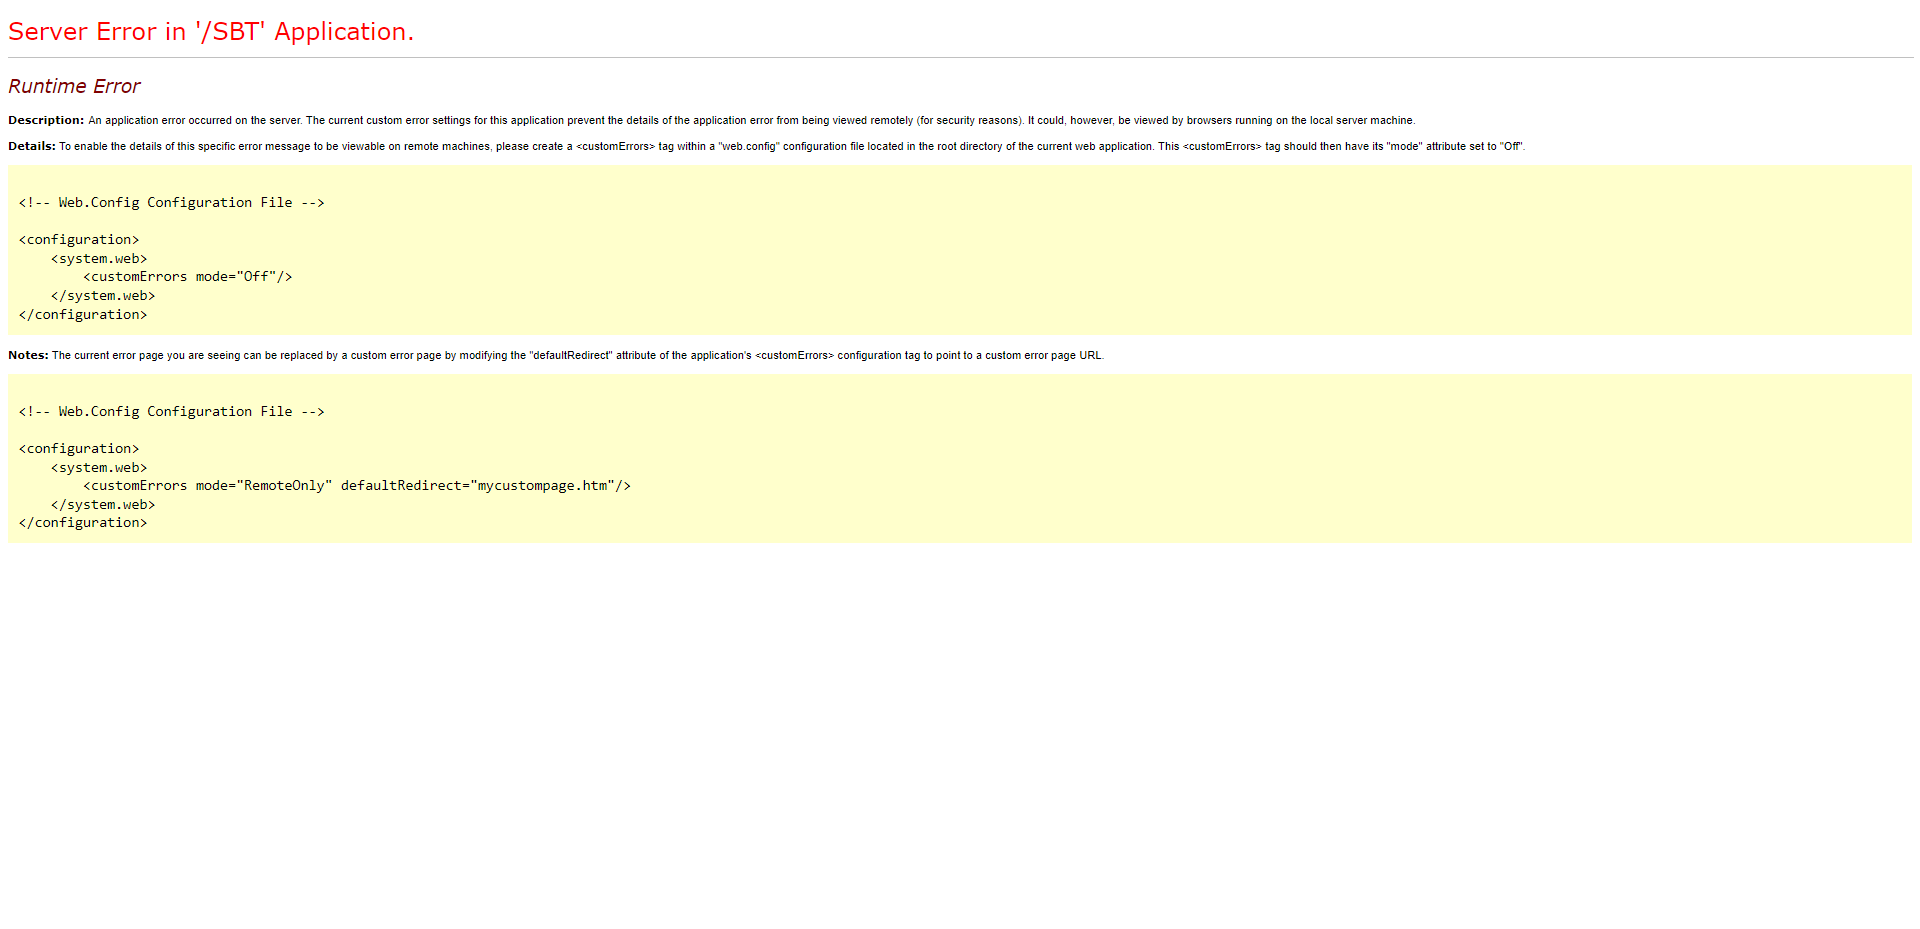 Server Error in '/SBT' Application.
Runtime Error
Description: An application error occurred on the server. The current custom error settings for this application prevent the details of the application error from being viewed remotely (for security reasons). It could, however, be viewed by browsers running on the local server machine.
Details: To enable the details of this specific error message to be viewable on remote machines, please create a <customErrors> tag within a "web.config" configuration file located in the root directory of the current web application. This <customErrors> tag should then have its "mode" attribute set to "Off".
<!-- Web.Config Configuration File -->
<configuration>
    <system.web>
        <customErrors mode="Off"/>
    </system.web>
</configuration>
Notes: The current error page you are seeing can be replaced by a custom error page by modifying the "defaultRedirect" attribute of the application's <customErrors> configuration tag to point to a custom error page URL.
<!-- Web.Config Configuration File -->
<configuration>
    <system.web>
        <customErrors mode="RemoteOnly" defaultRedirect="mycustompage.htm"/>
    </system.web>
</configuration>